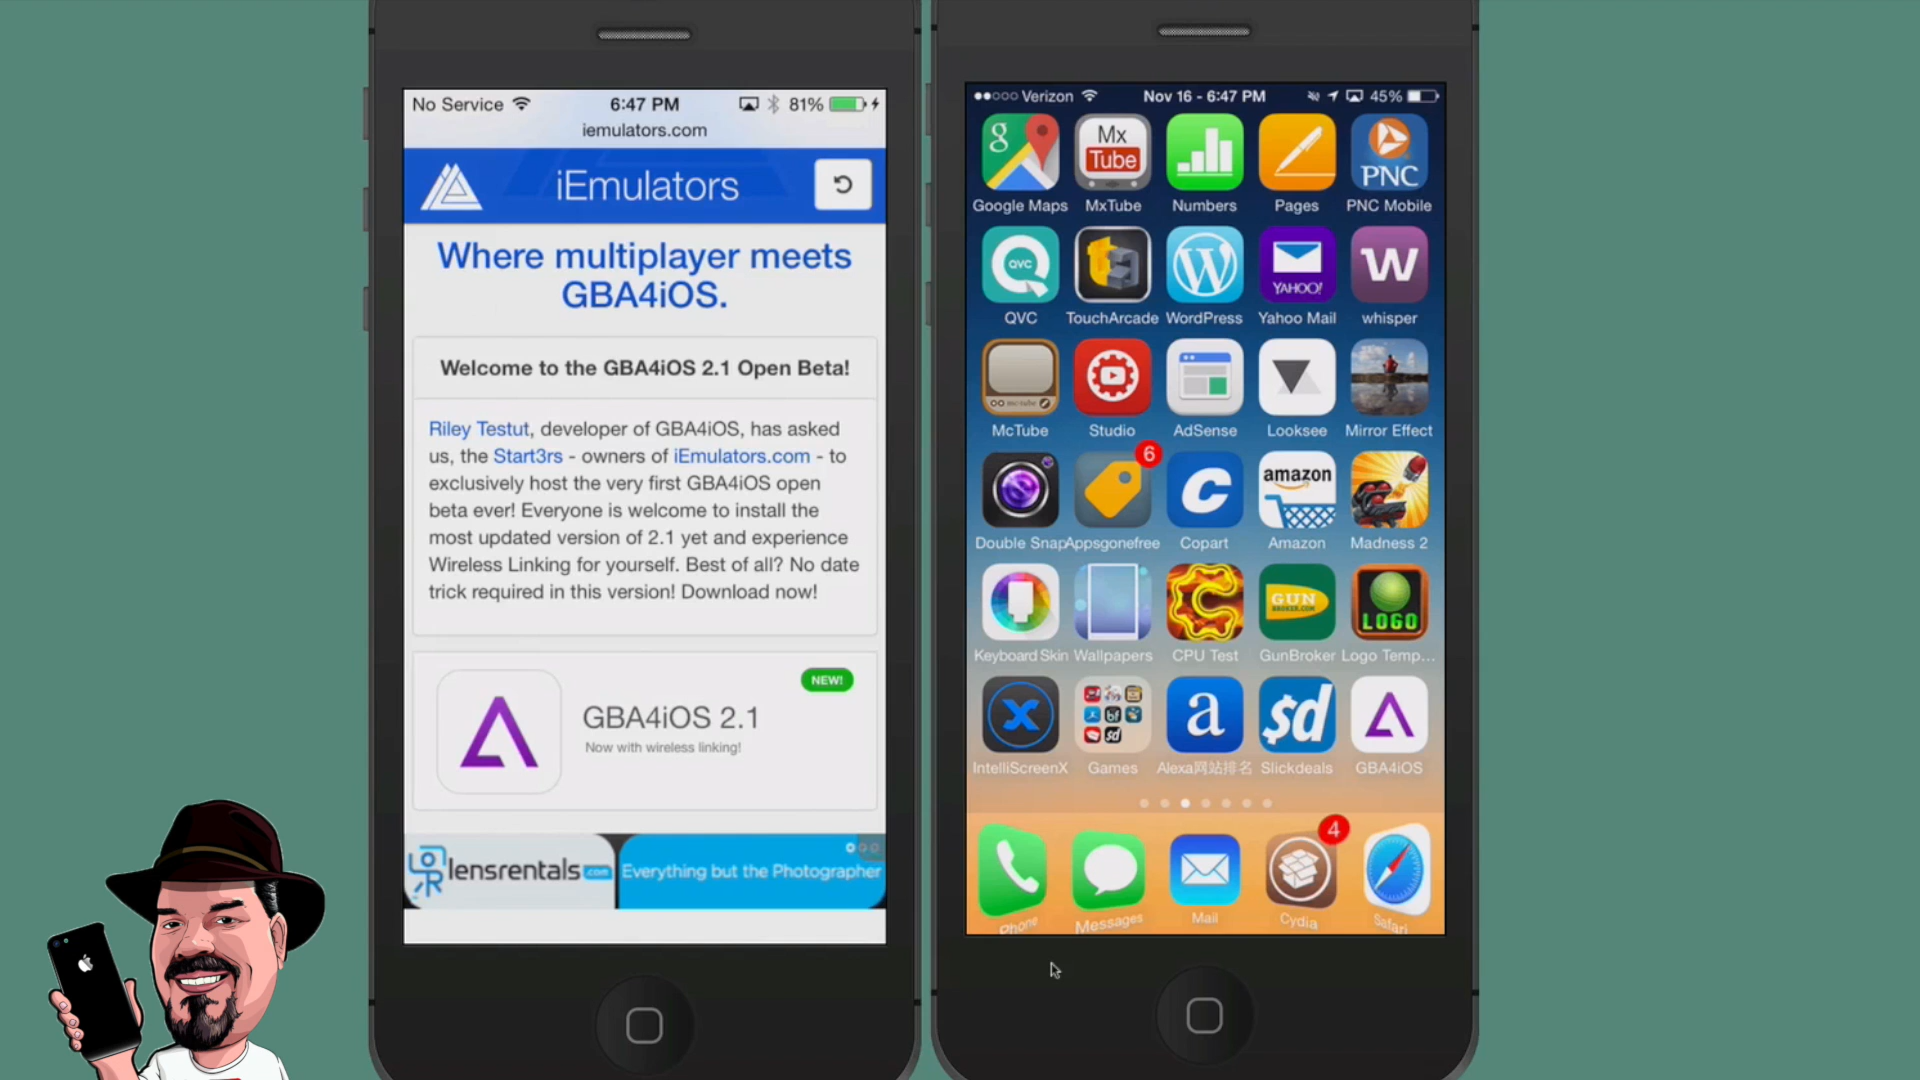 No Service 6:47 PM 81%
iemulators.com
iEmulators
Where multiplayer meets
GBA4iOS.
Welcome to the GBA4iOS 2.1 Open Beta!
Riley Testut, developer of GBA4iOS, has asked
us, the Start3rs - owners of iEmulators.com - to
exclusively host the very first GBA4iOS open
beta ever! Everyone is welcome to install the
most updated version of 2.1 yet and experience
Wireless Linking for yourself. Best of all? No date
trick required in this version! Download now!
NEW!
GBA4iOS 2.1
Now with wireless linking!
LOR lensrentals.com Everything but the Photographer
Verizon Nov 16 - 6:47 PM 45%
g Mx Tube PNC
Google Maps MxTube Numbers Pages PNC Mobile
QVC YAHOO! W
QVC TouchArcade WordPress Yahoo Mail whisper
mc-tube
McTube Studio AdSense Looksee Mirror Effect
6 C amazon
Double Snap Appsgonefree Copart Amazon Madness 2
C GUN BROKER.COM LOGO
Keyboard Skin Wallpapers CPU Test GunBroker Logo Temp...
X bf $d a $d
IntelliScreenX Games Alexa网站排名 Slickdeals GBA4iOS
4
Phone Messages Mail Cydia Safari